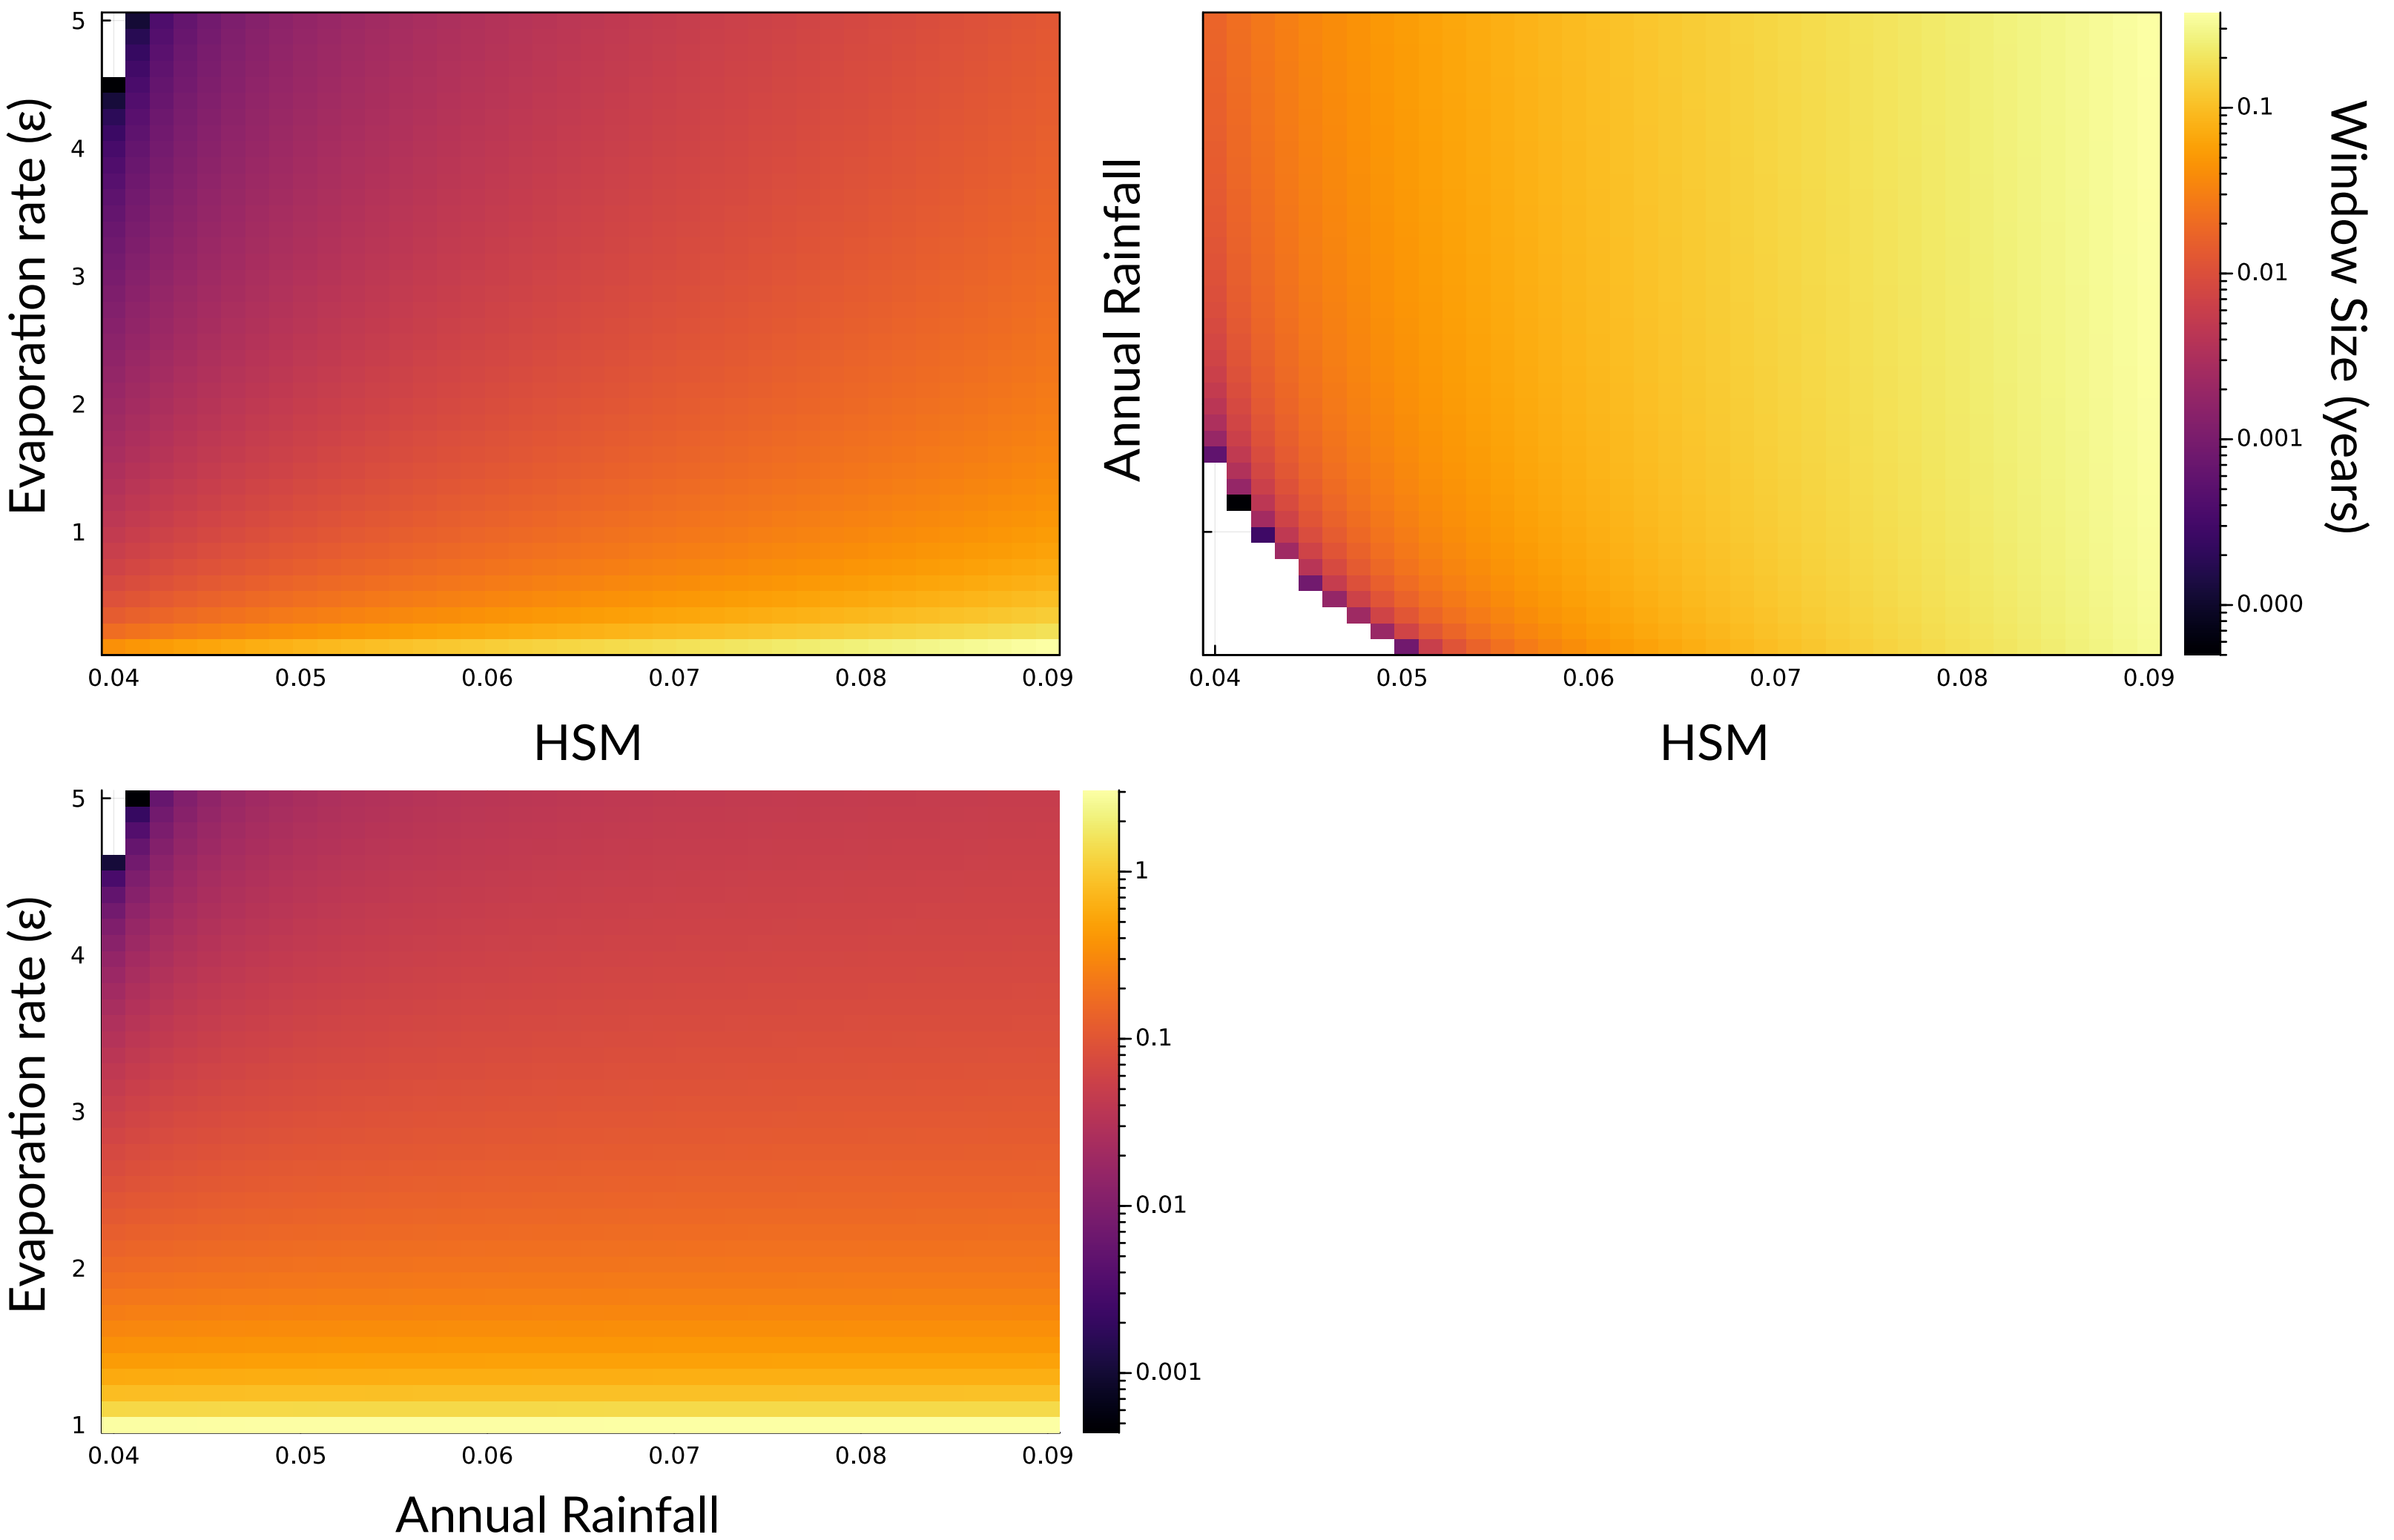 Evaporation rate (ε)
5
4
3
2
1
0.04 0.05 0.06 0.07 0.08 0.09
HSM
Annual Rainfall
0.04 0.05 0.06 0.07 0.08 0.09
HSM
0.1
0.01
0.001
0.000
Window Size (years)
Evaporation rate (ε)
5
4
3
2
1
0.04 0.05 0.06 0.07 0.08 0.09
Annual Rainfall
1
0.1
0.01
0.001